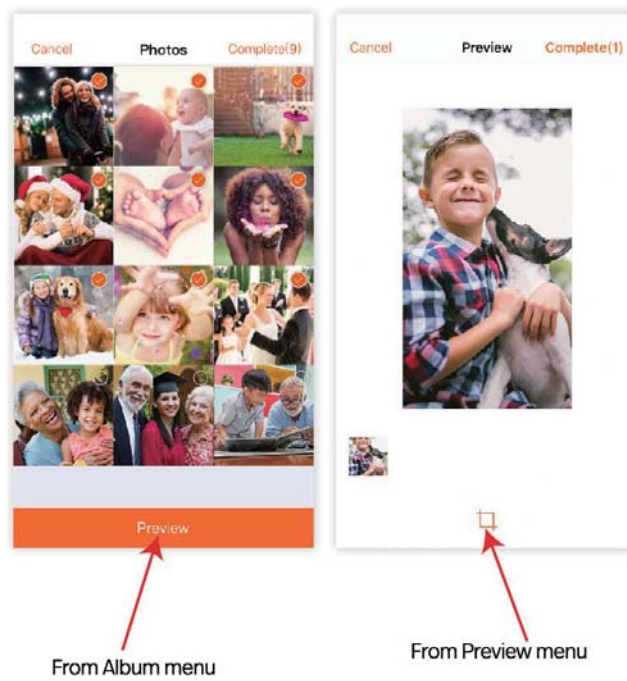 Cancel Photos Complete(9)
Preview
From Album menu
Cancel Preview Complete(1)
From Preview menu